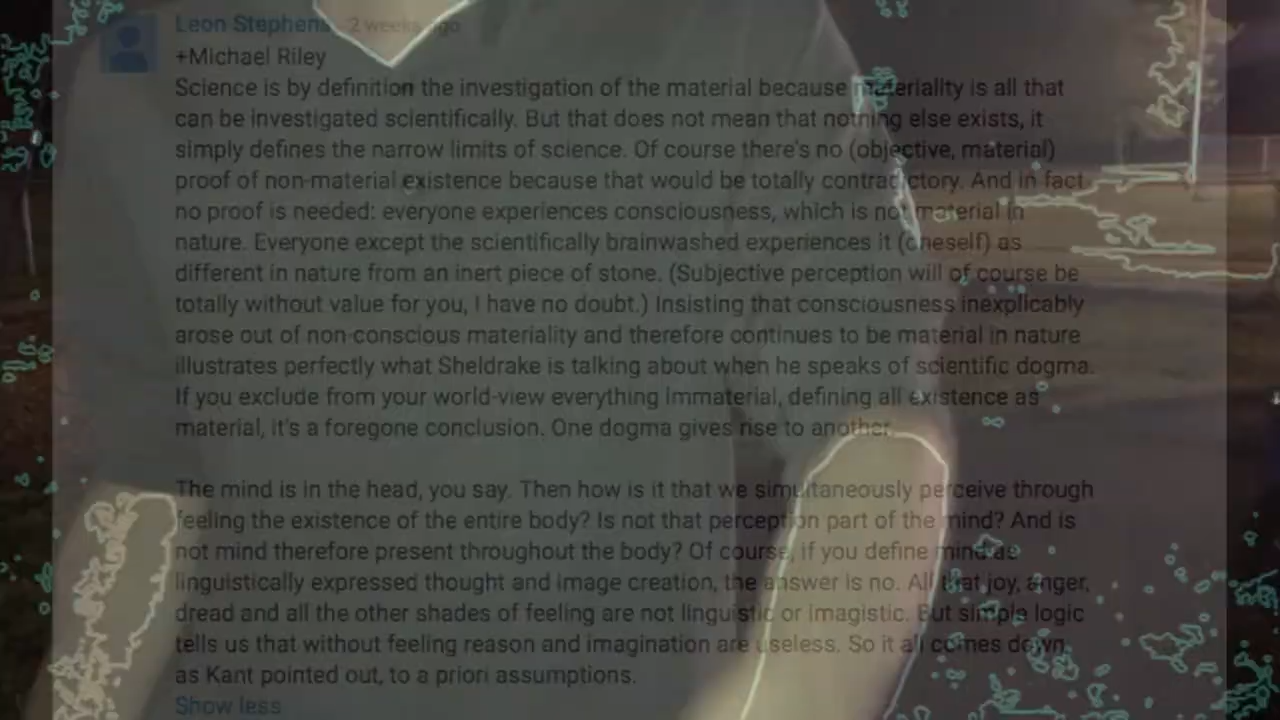 Leon Stephens 2 weeks ago
+Michael Riley
Science is by definition the investigation of the material because materiality is all that
can be investigated scientifically. But that does not mean that nothing else exists, it
simply defines the narrow limits of science. Of course there's no (objective, material)
proof of non-material existence because that would be totally contradictory. And in fact
no proof is needed: everyone experiences consciousness, which is not material in
nature. Everyone except the scientifically brainwashed experiences it (oneself) as
different in nature from an inert piece of stone. (Subjective perception will of course be
totally without value for you, I have no doubt.) Insisting that consciousness inexplicably
arose out of non-conscious materiality and therefore continues to be material in nature
illustrates perfectly what Sheldrake is talking about when he speaks of scientific dogma.
If you exclude from your world-view everything immaterial, defining all existence as
material, it's a foregone conclusion. One dogma gives rise to another.
The mind is in the head, you say. Then how is it that we simultaneously perceive through
feeling the existence of the entire body? Is not that perception part of the mind? And is
not mind therefore present throughout the body? Of course, if you define mind as
linguistically expressed thought and image creation, the answer is no. All that joy, anger,
dread and all the other shades of feeling are not linguistic or imagistic. But simple logic
tells us that without feeling reason and imagination are useless. So it all comes down,
as Kant pointed out, to a priori assumptions.
Show less